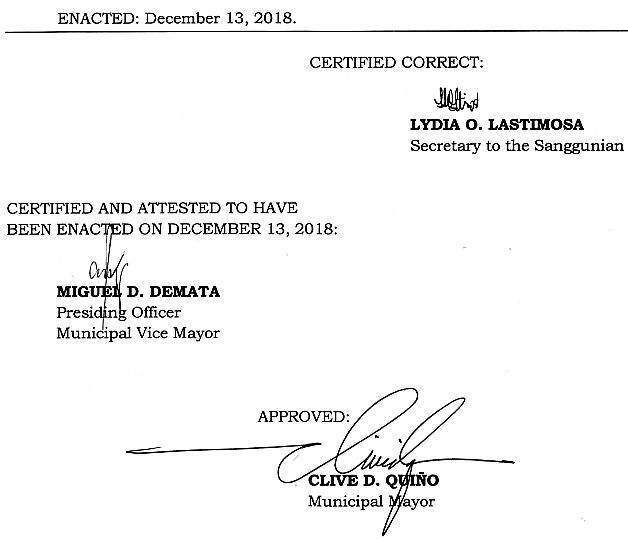 ENACTED: December 13, 2018.
CERTIFIED CORRECT:
LYDIA O. LASTIMOSA
Secretary to the Sanggunian
CERTIFIED AND ATTESTED TO HAVE
BEEN ENACTED ON DECEMBER 13, 2018:
MIGUEL D. DEMATA
Presiding Officer
Municipal Vice Mayor
APPROVED:
CLIVE D. QUIÑO
Municipal Mayor